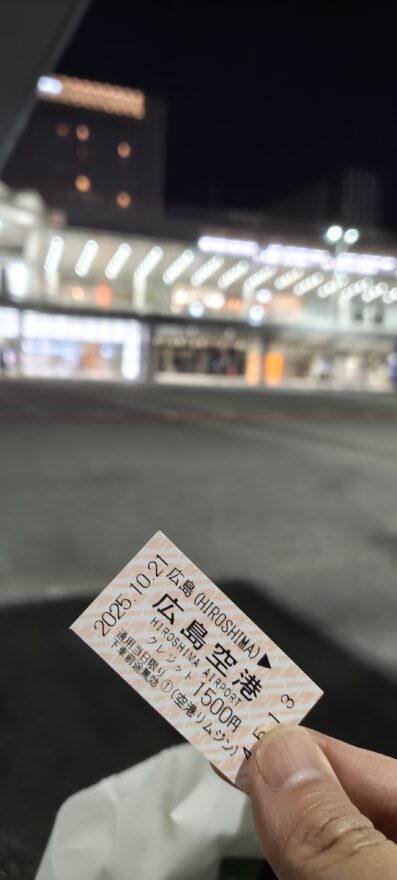 2025.10.21
広島(HIROSHIMA)▶
広島空港
HIROSHIMA AIRPORT
クレジット 1500円
通用当日限り
下車前途無効 ①(空港リムジン)